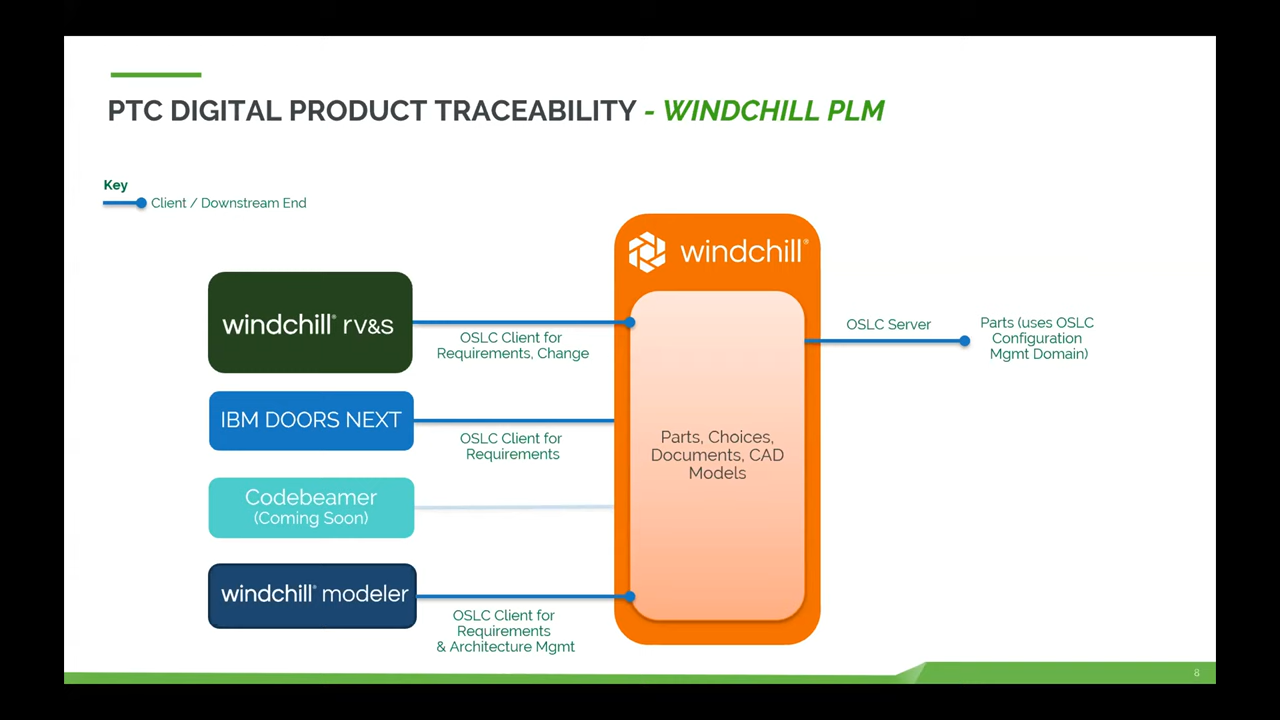 PTC DIGITAL PRODUCT TRACEABILITY - WINDCHILL PLM
Key
Client / Downstream End
windchill®
windchill® rv&s
OSLC Client for
Requirements, Change
OSLC Server
Parts (uses OSLC
Configuration
Mgmt Domain)
IBM DOORS NEXT
OSLC Client for
Requirements
Parts, Choices,
Documents, CAD
Models
Codebeamer
(Coming Soon)
windchill® modeler
OSLC Client for
Requirements
& Architecture Mgmt
8